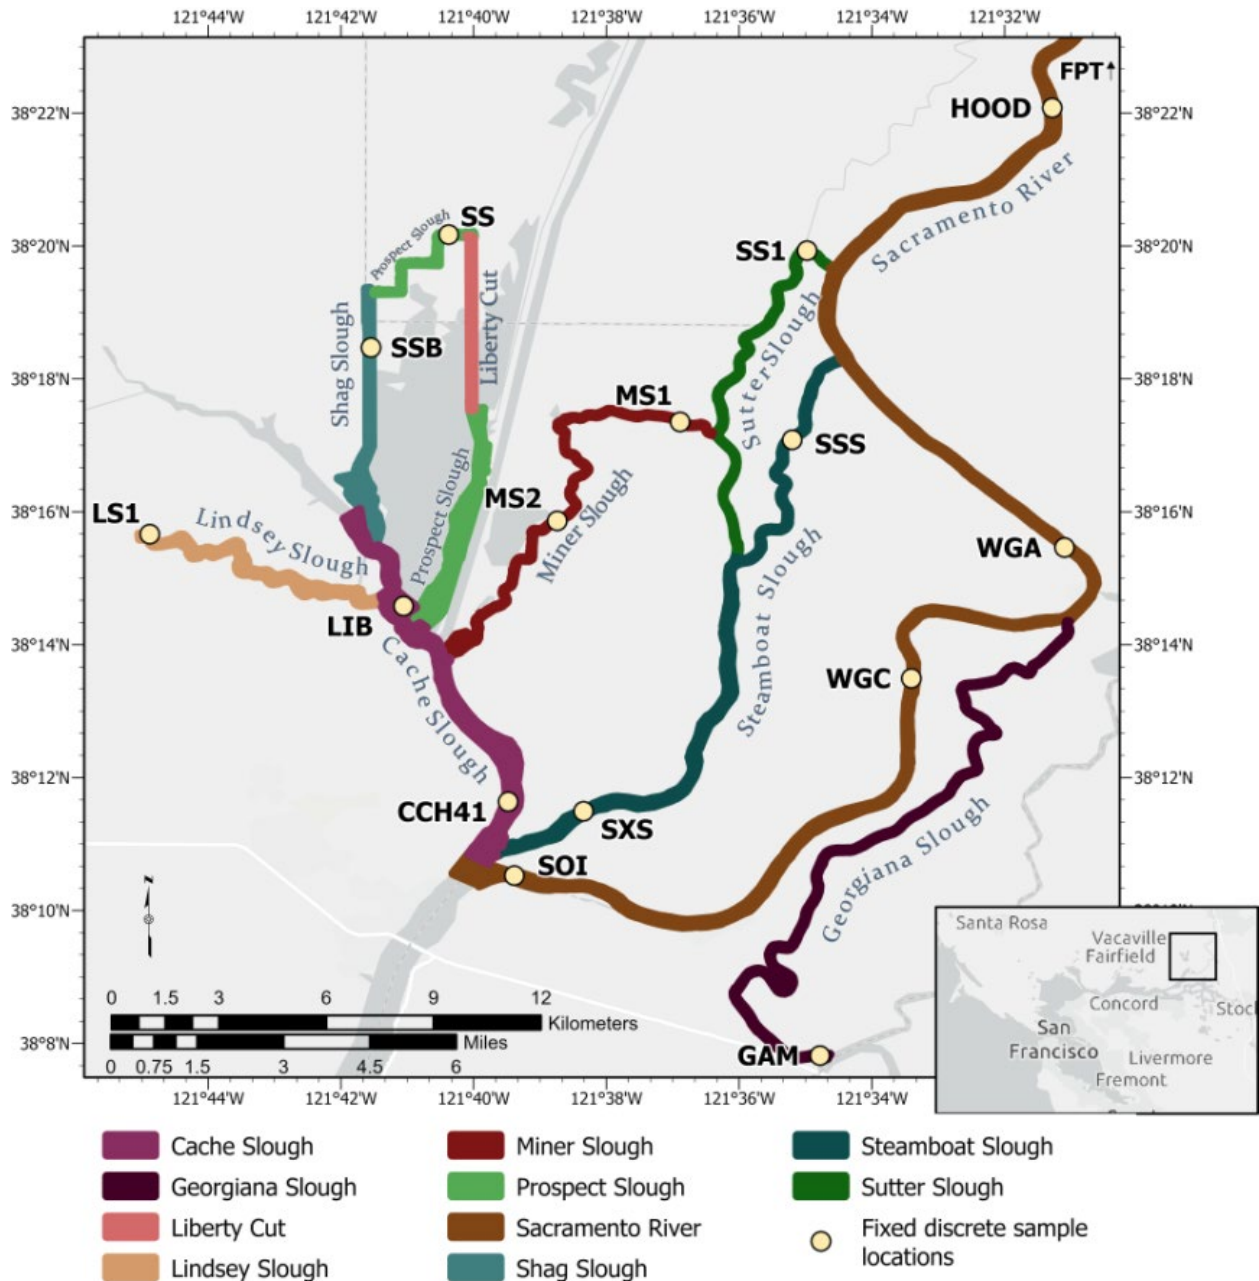 121°44'W 121°42'W 121°40'W 121°38'W 121°36'W 121°34'W 121°32'W
FPT
38°22'N HOOD 38°22'N
Sacramento River
SS
Prospect Slough
38°20'N SS1 38°20'N
Shag Slough
SSB
Liberty Cut
Sutter Slough
38°18'N 38°18'N
MS1
SSS
Prospect Slough
MS2
Miner Slough
38°16'N 38°16'N
LS1
Lindsey Slough
WGA
Steamboat Slough
LIB
38°14'N 38°14'N
Cache Slough
WGC
38°12'N 38°12'N
CCH41
SXS
Georgiana Slough
SOI
38°10'N
N
Santa Rosa
Vacaville
Fairfield
Concord
Stock
San
Francisco
Livermore
Fremont
0 1.5 3 6 9 12
Kilometers
Miles
0 0.75 1.5 3 4.5 6
38°8'N
GAM
121°44'W 121°42'W 121°40'W 121°36'W 121°34'W
Cache Slough
Georgiana Slough
Liberty Cut
Lindsey Slough
Miner Slough
Prospect Slough
Sacramento River
Shag Slough
Steamboat Slough
Sutter Slough
Fixed discrete sample
locations